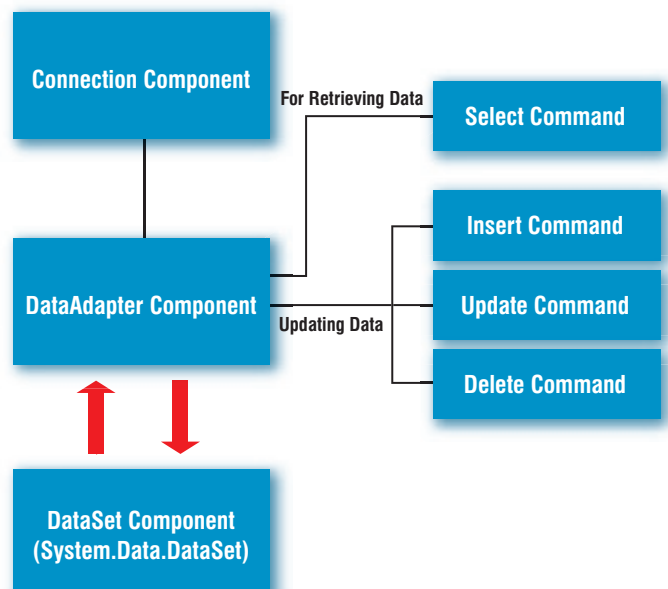 Connection Component
For Retrieving Data
Select Command
Insert Command
DataAdapter Component
Update Command
Updating Data
Delete Command
DataSet Component
(System.Data.DataSet)